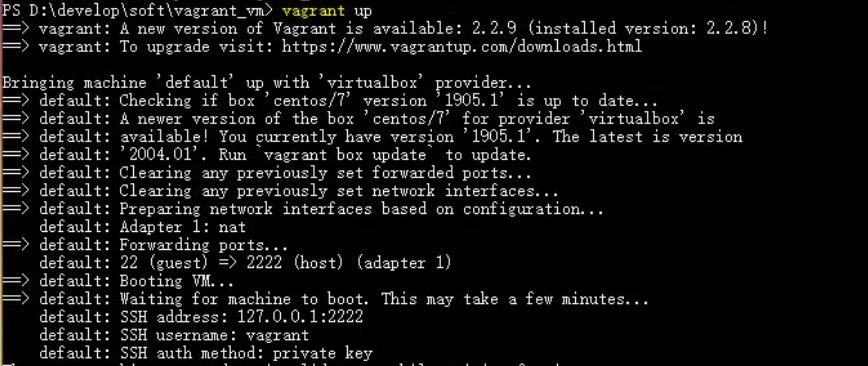 PS D:\develop\soft\vagrant_vm> vagrant up
==> vagrant: A new version of Vagrant is available: 2.2.9 (installed version: 2.2.8)!
==> vagrant: To upgrade visit: https://www.vagrantup.com/downloads.html
Bringing machine 'default' up with 'virtualbox' provider...
==> default: Checking if box 'centos/7' version '1905.1' is up to date...
==> default: A newer version of the box 'centos/7' for provider 'virtualbox' is
==> default: available! You currently have version '1905.1'. The latest is version
==> default: '2004.01'. Run `vagrant box update` to update.
==> default: Clearing any previously set forwarded ports...
==> default: Clearing any previously set network interfaces...
==> default: Preparing network interfaces based on configuration...
default: Adapter 1: nat
==> default: Forwarding ports...
default: 22 (guest) => 2222 (host) (adapter 1)
==> default: Booting VM...
==> default: Waiting for machine to boot. This may take a few minutes...
default: SSH address: 127.0.0.1:2222
default: SSH username: vagrant
default: SSH auth method: private key